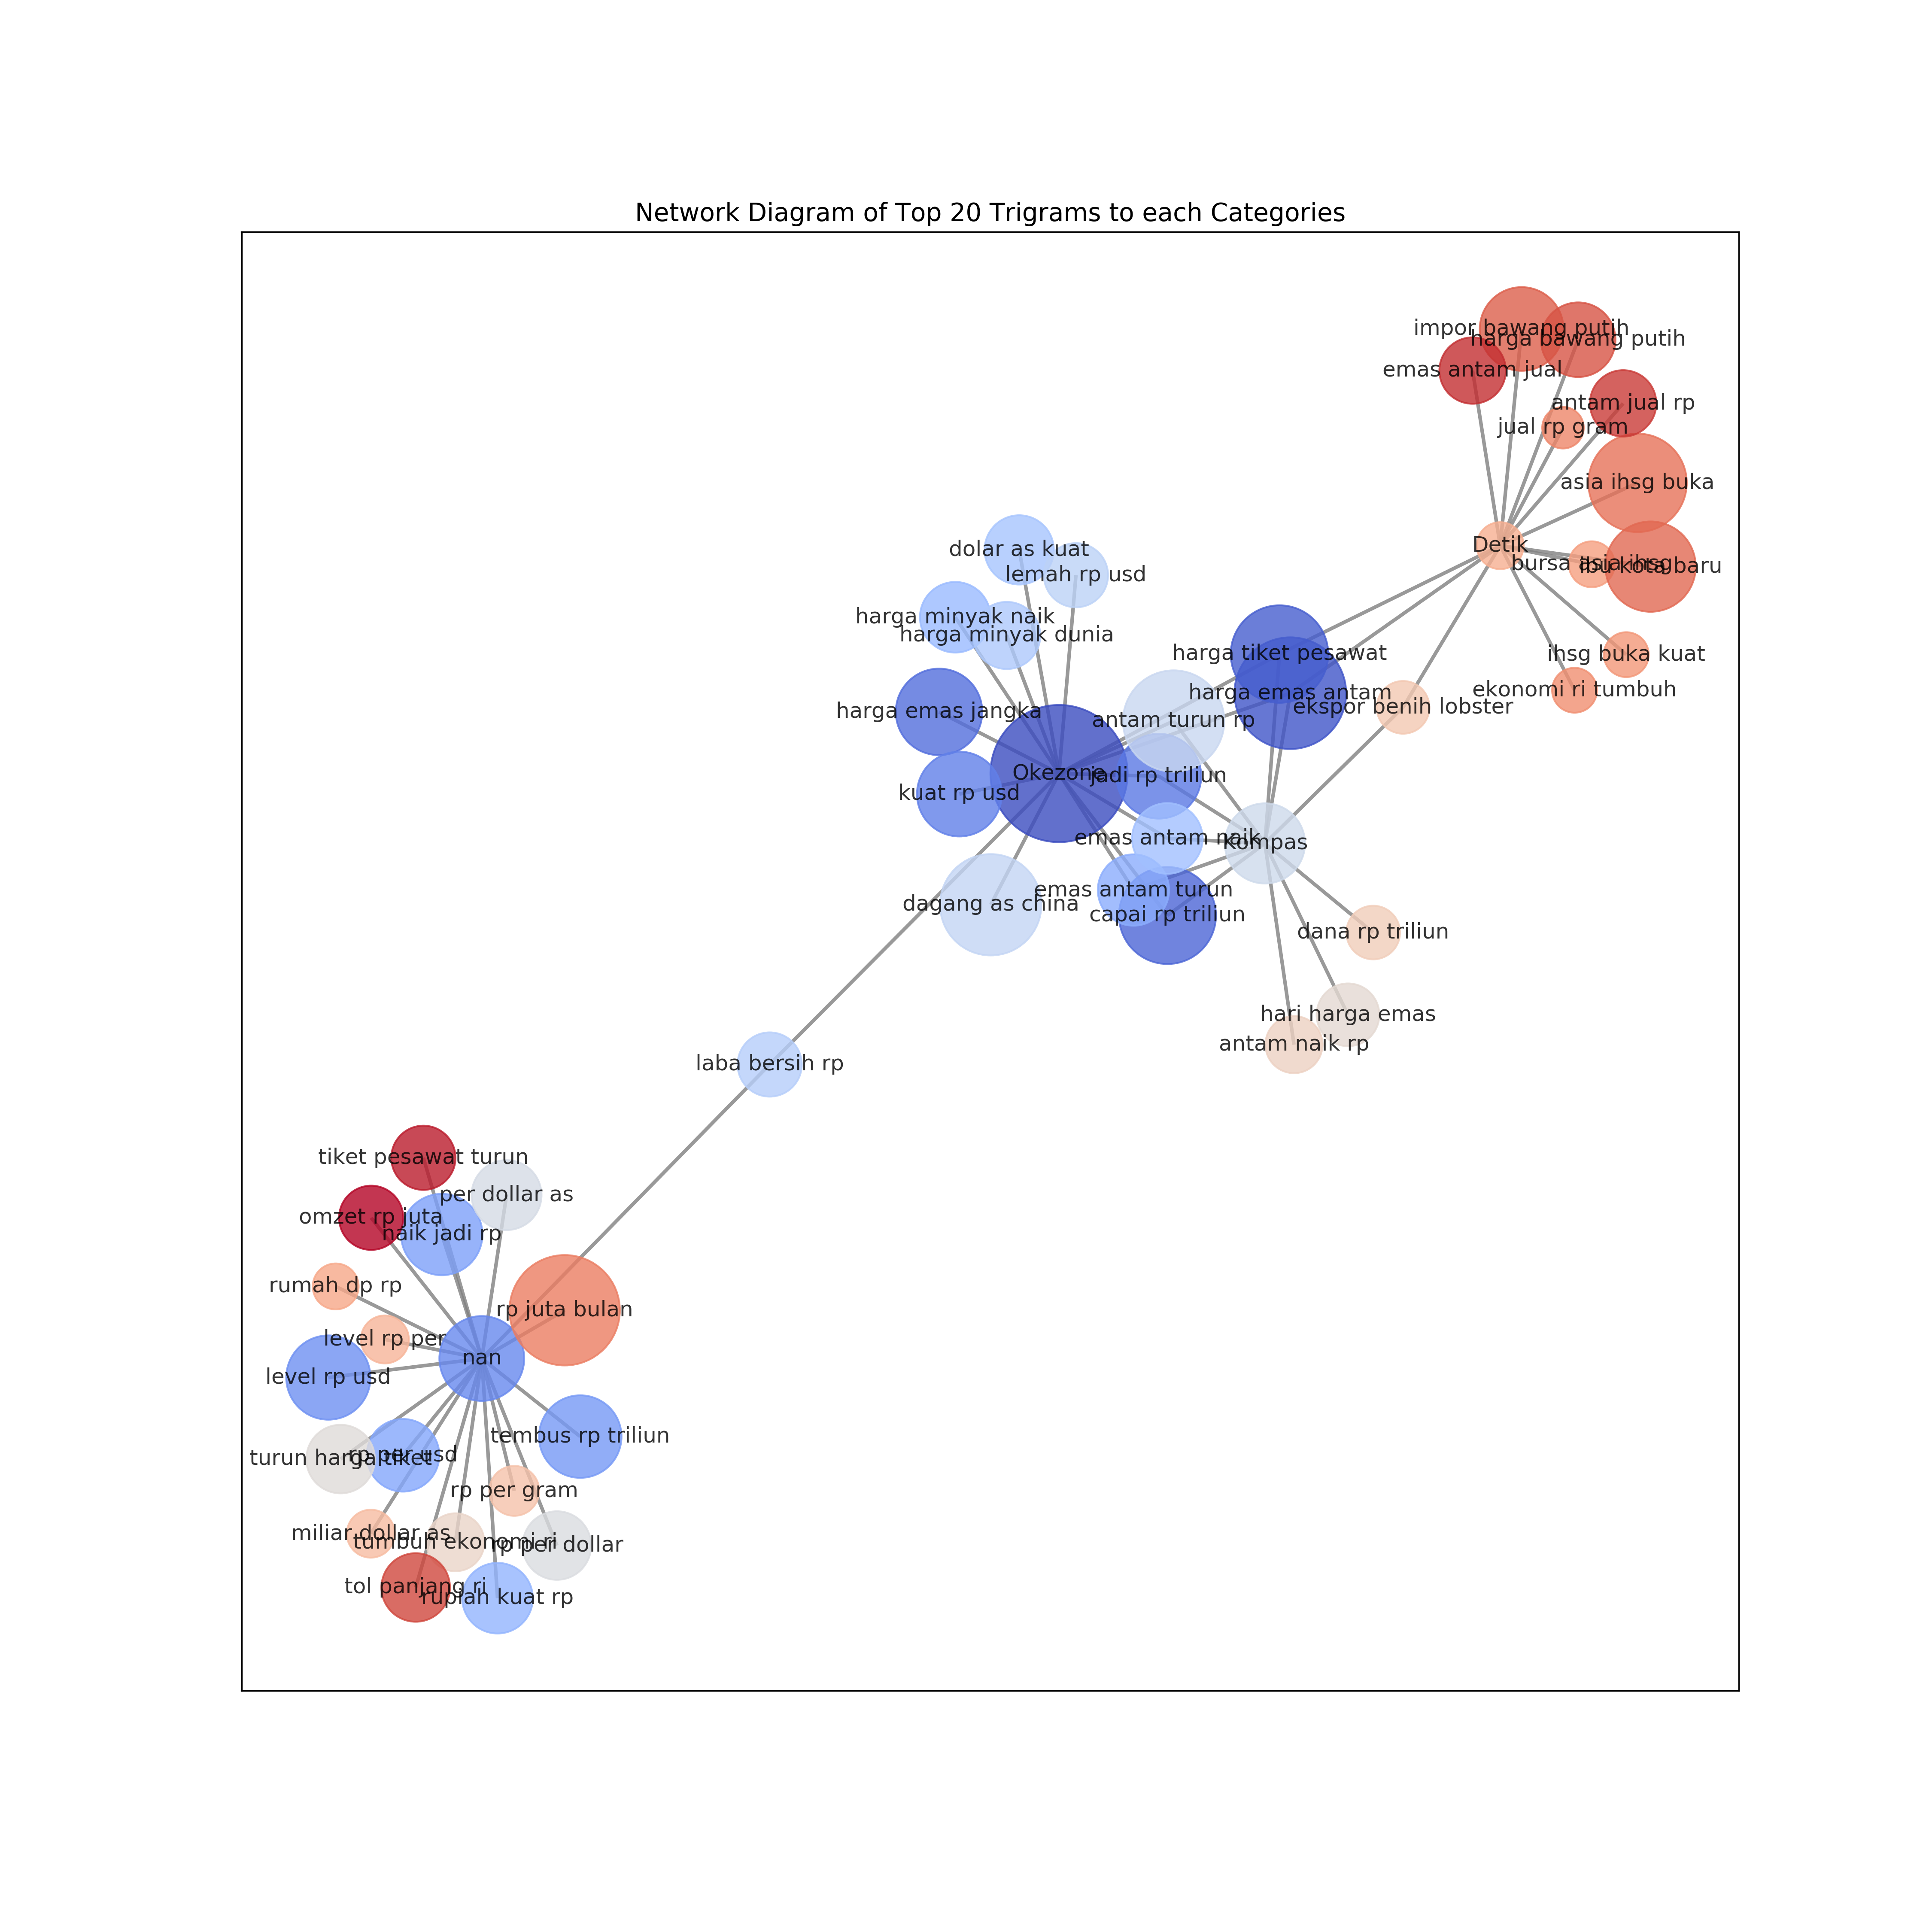 Network Diagram of Top 20 Trigrams to each Categories
impor bawang putih
harga bawang putih
emas antam jual
antam jual rp
jual rp gram
asia ihsg buka
Detik
bursa asia ihsg
ibu kota baru
dolar as kuat
lemah rp usd
harga minyak naik
harga minyak dunia
harga tiket pesawat
ihsg buka kuat
harga emas antam
ekonomi ri tumbuh
ekspor benih lobster
harga emas jangka
antam turun rp
Okezone
jadi rp triliun
kuat rp usd
emas antam naik
Kompas
emas antam turun
dagang as china
capai rp triliun
dana rp triliun
hari harga emas
antam naik rp
laba bersih rp
tiket pesawat turun
per dollar as
omzet rp juta
naik jadi rp
rumah dp rp
rp juta bulan
level rp per
nan
level rp usd
tembus rp triliun
rp per usd
turun harga tiket
rp per gram
miliar dollar as
tumbuh ekonomi ri
rp per dollar
tol panjang ri
rupiah kuat rp